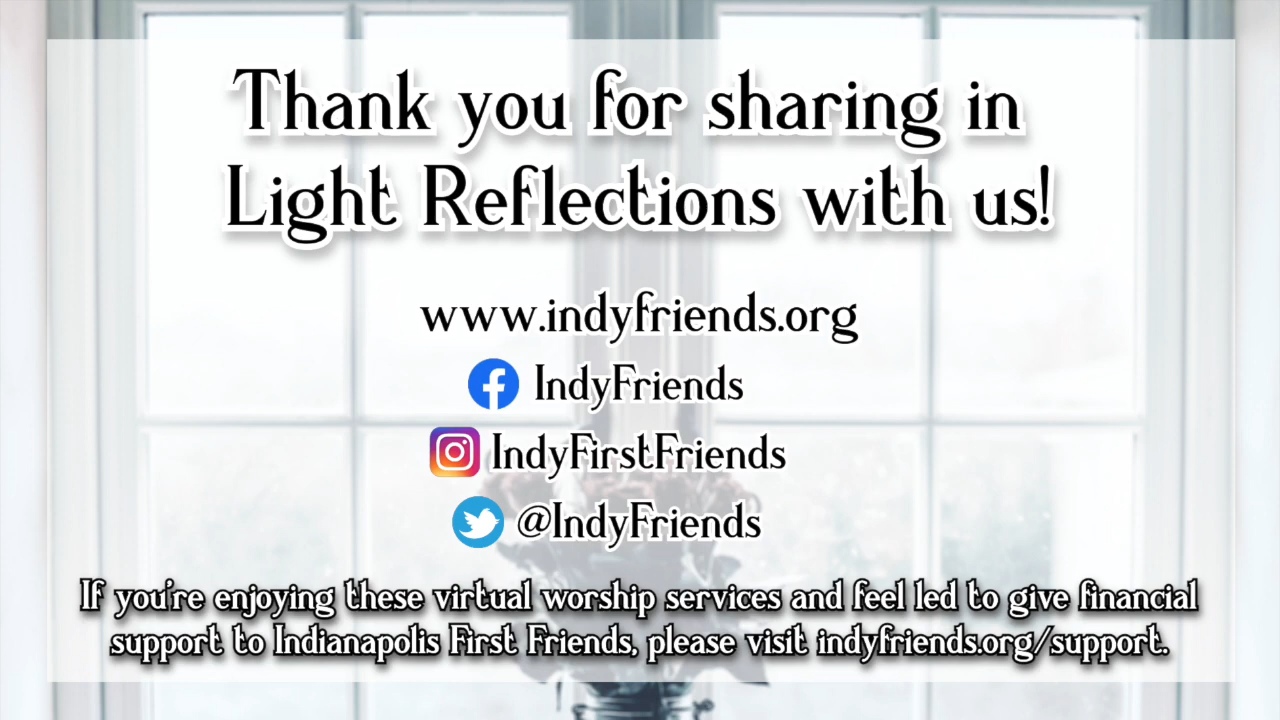 Thank you for sharing in
Light Reflections with us!
www.indyfriends.org
IndyFriends
IndyFirstFriends
@IndyFriends
If you're enjoying these virtual worship services and feel led to give financial
support to Indianapolis First Friends, please visit indyfriends.org/support.